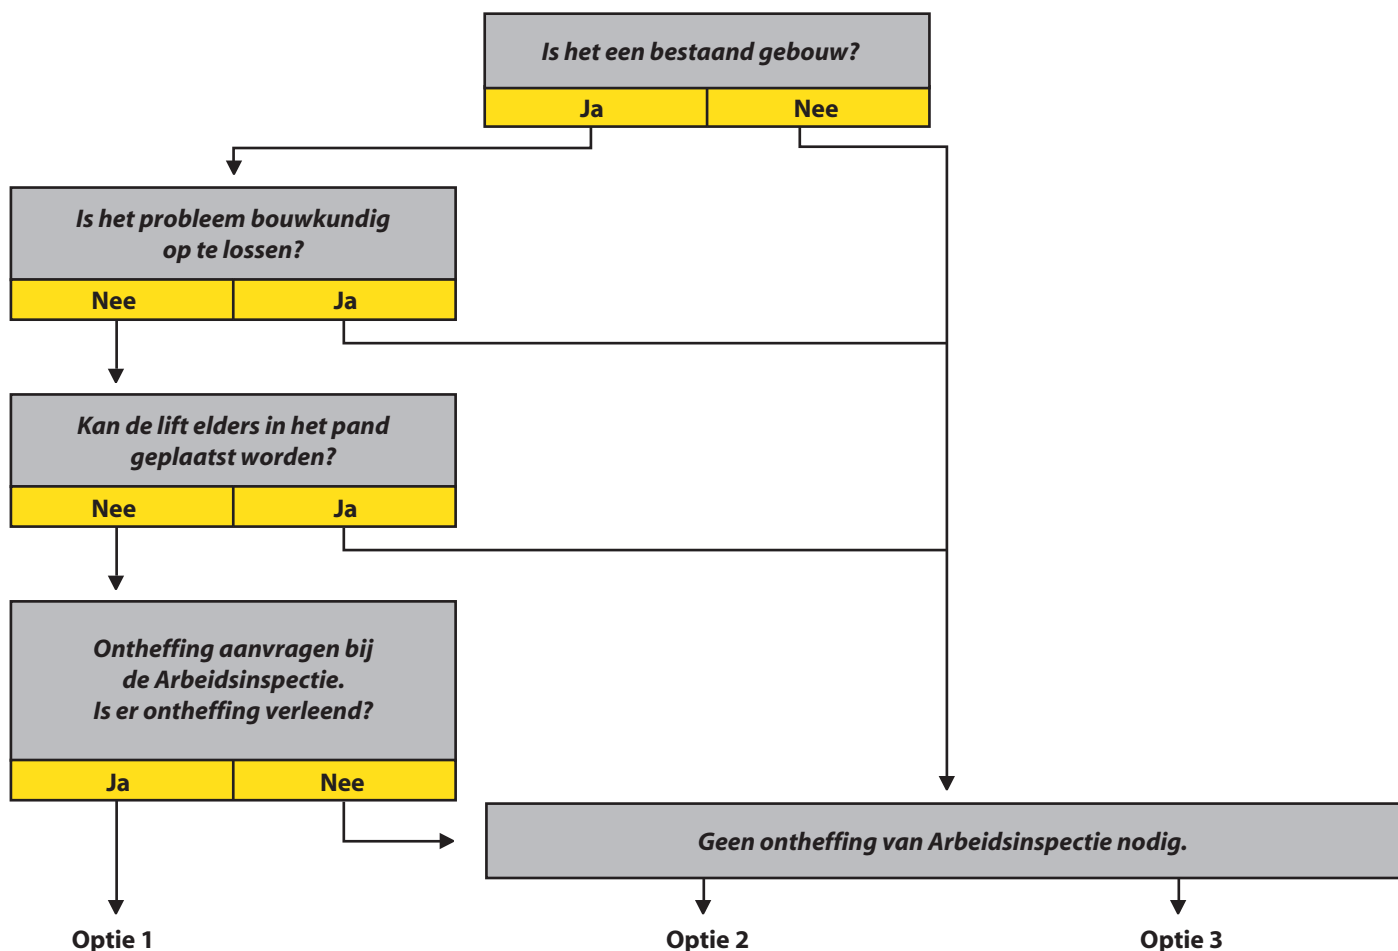 Is het een bestaand gebouw?
Ja
Nee
Is het probleem bouwkundig
op te lossen?
Nee
Ja
Kan de lift elders in het pand
geplaatst worden?
Nee
Ja
Ontheffing aanvragen bij
de Arbeidsinspectie.
Is er ontheffing verleend?
Ja
Nee
Geen ontheffing van Arbeidsinspectie nodig.
Optie 1
Optie 2
Optie 3